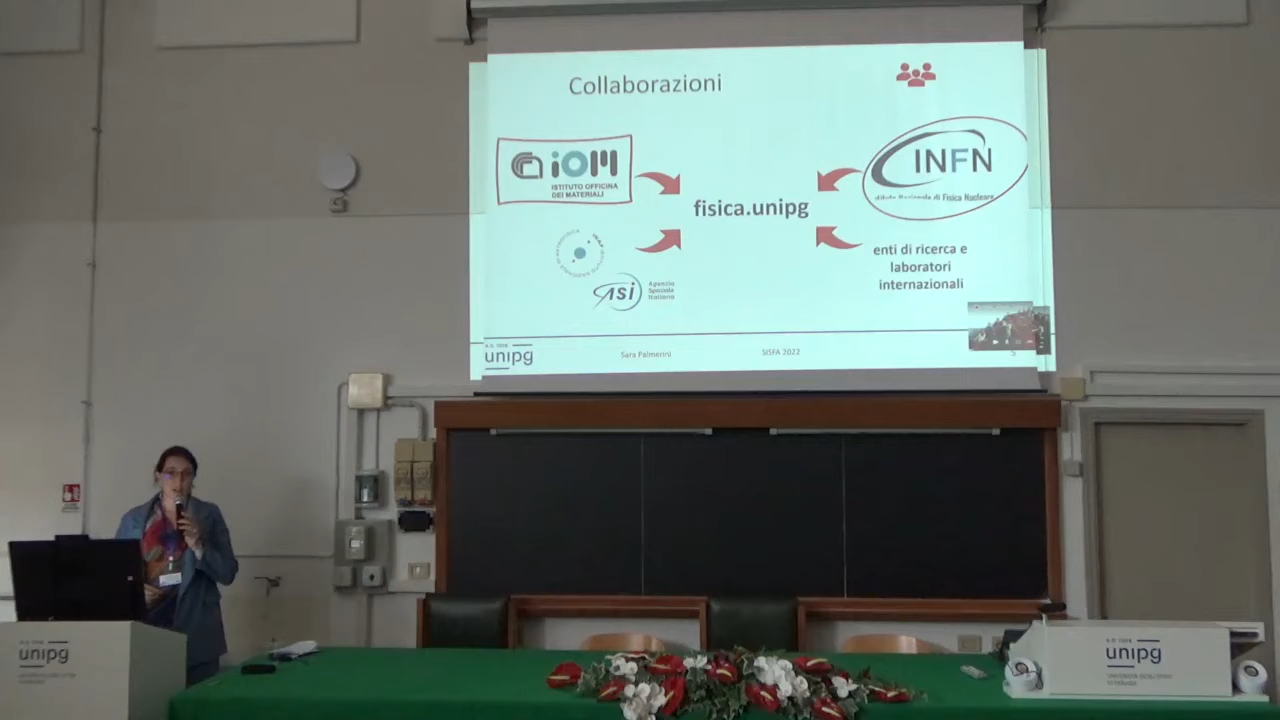 Collaborazioni
iOM
ISTITUTO OFFICINA
DEI MATERIALI
INFN
Nazionale di Fisica Nucleare
fisica.unipg
enti di ricerca e
laboratori
internazionali
asi
Agenzia
Spaziale
Italiana
unipg
Sara Palmerini
SISFA 2022
5
unipg
unipg